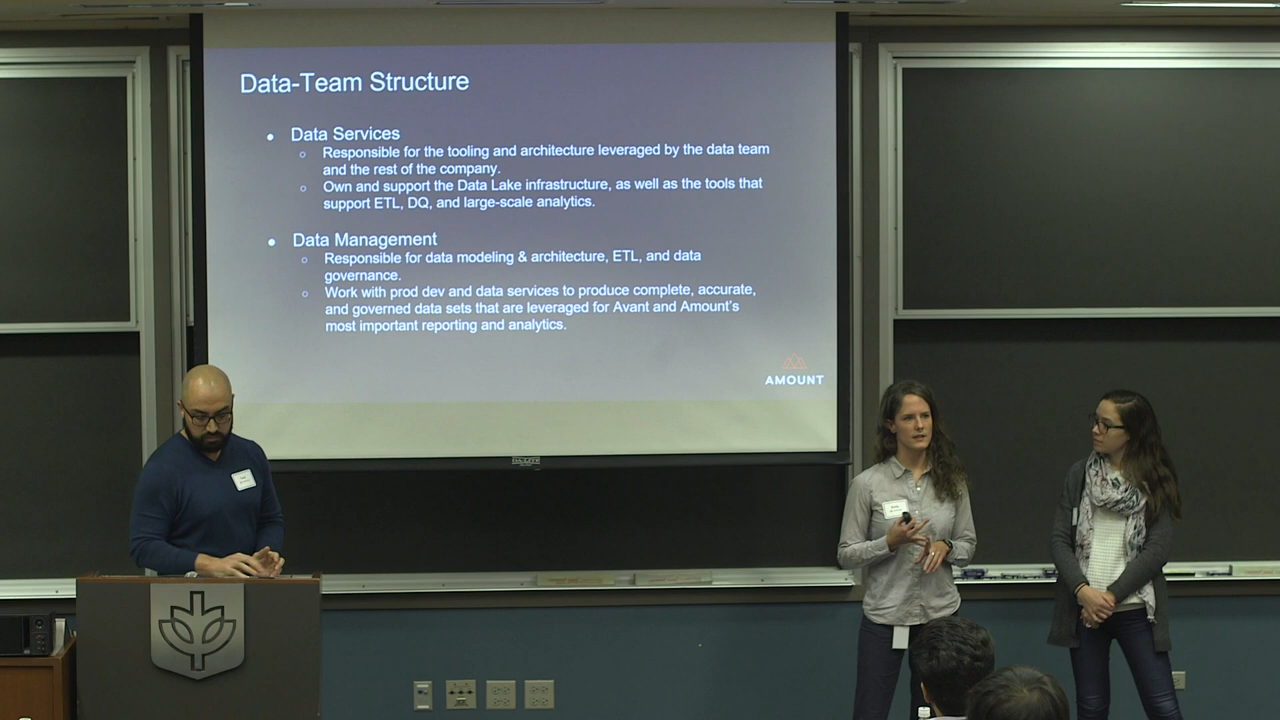 Data-Team Structure
● Data Services
○ Responsible for the tooling and architecture leveraged by the data team
and the rest of the company.
○ Own and support the Data Lake infrastructure, as well as the tools that
support ETL, DQ, and large-scale analytics.
● Data Management
○ Responsible for data modeling & architecture, ETL, and data
governance.
○ Work with prod dev and data services to produce complete, accurate,
and governed data sets that are leveraged for Avant and Amount's
most important reporting and analytics.
AMOUNT
DA-LITE